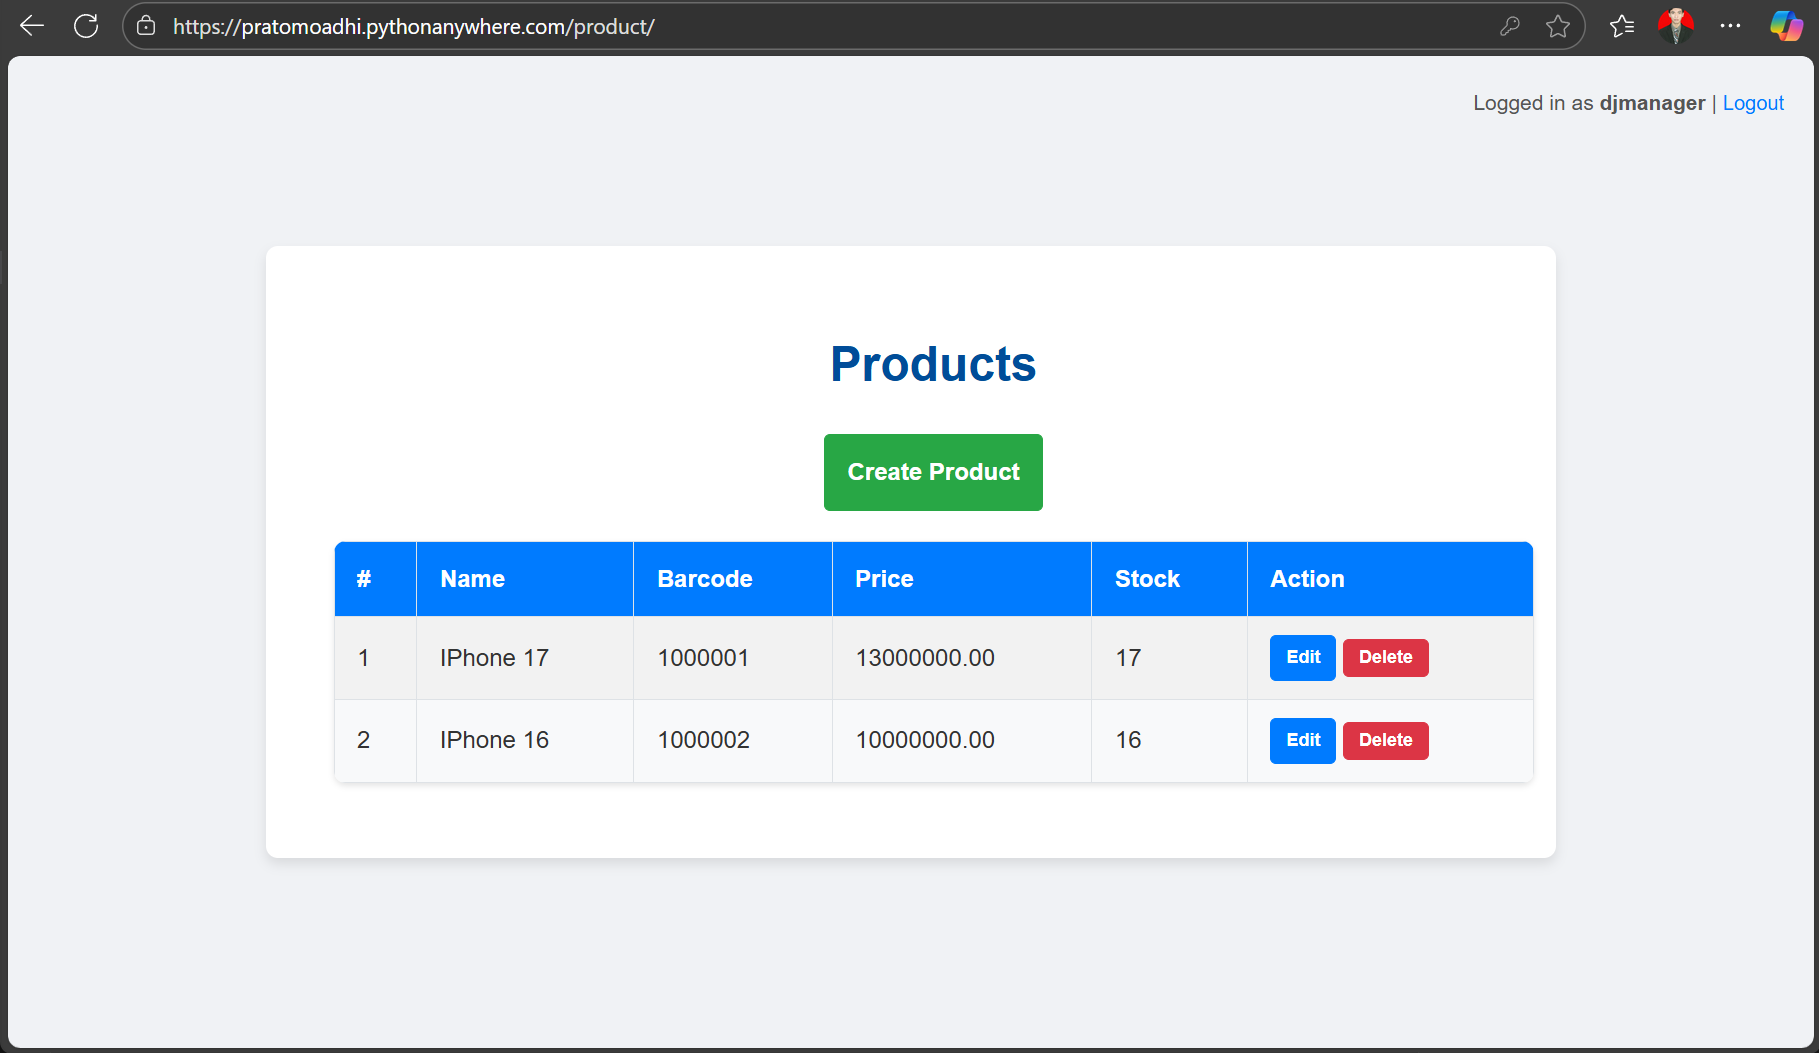 https://pratomoadhi.pythonanywhere.com/product/
Logged in as djmanager | Logout
Products
Create Product
# Name Barcode Price Stock Action
1 IPhone 17 1000001 13000000.00 17 Edit Delete
2 IPhone 16 1000002 10000000.00 16 Edit Delete